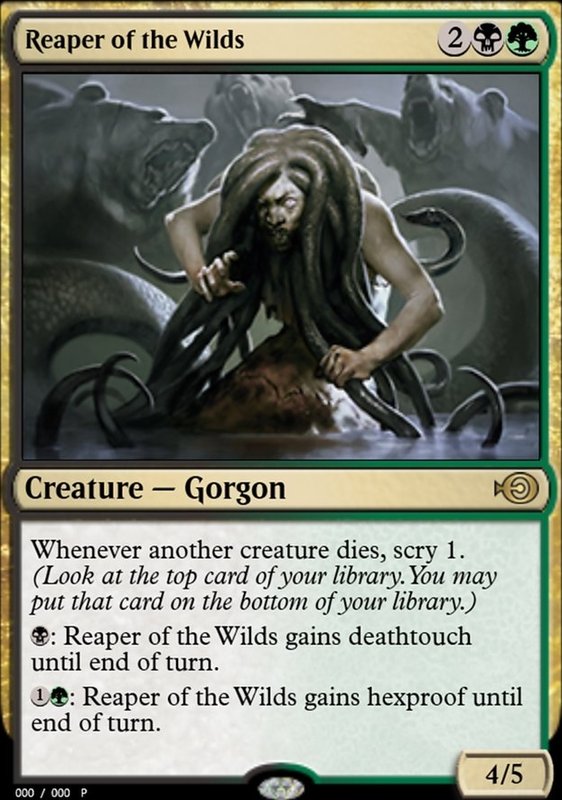 Reaper of the Wilds 2
Creature — Gorgon
Whenever another creature dies, scry 1.
(Look at the top card of your library. You may
put that card on the bottom of your library.)
: Reaper of the Wilds gains deathtouch
until end of turn.
1: Reaper of the Wilds gains hexproof until
end of turn.
4/5
000 / 000 P